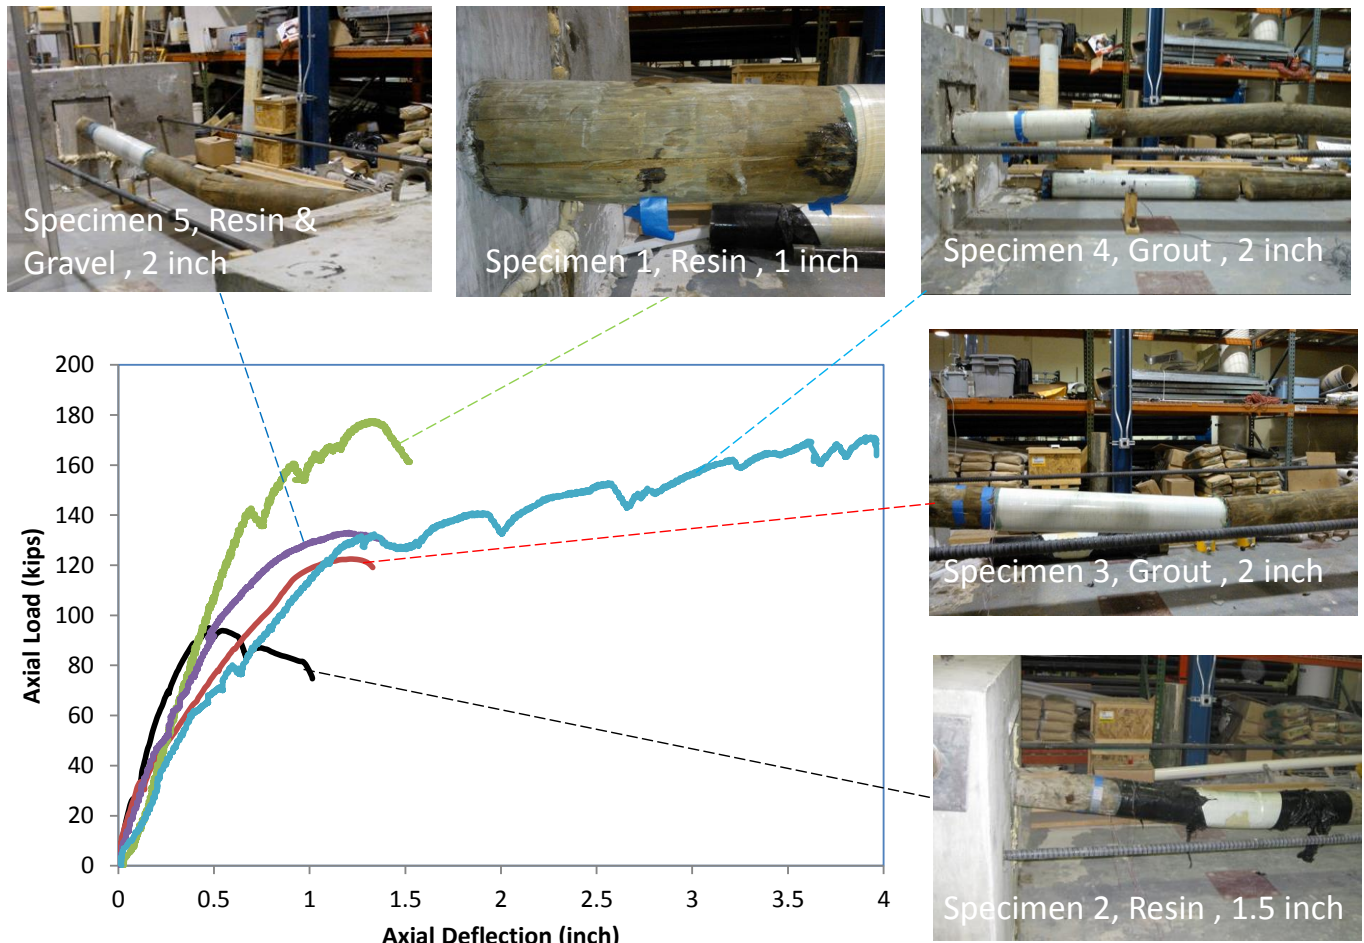 Specimen 5, Resin &
Gravel , 2 inch
Specimen 1, Resin , 1 inch
Specimen 4, Grout , 2 inch
Specimen 3, Grout , 2 inch
Specimen 2, Resin , 1.5 inch
Axial Load (kips)
200
180
160
140
120
100
80
60
40
20
0
0 0.5 1 1.5 2 2.5 3 3.5 4
Axial Deflection (inch)